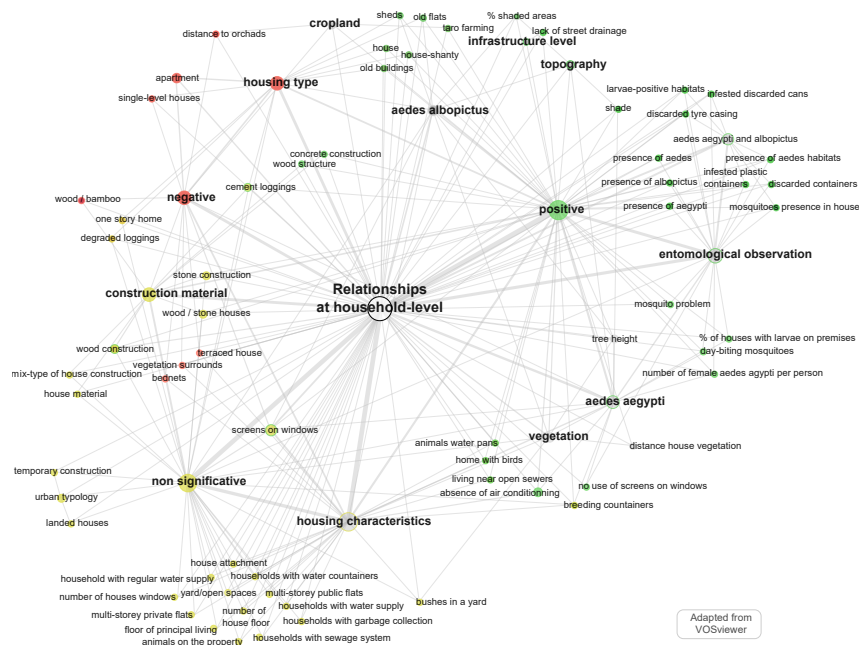 sheds
old flats
% shaded areas
cropland
taro farming
lack of street drainage
distance to orchads
infrastructure level
house
house-shanty
old buildings
topography
apartment
housing type
single-level houses
aedes albopictus
larvae-positive habitats
infested discarded cans
shade
discarded tyre casing
aedes aegypti and albopictus
concrete construction
wood structure
presence of aedes
presence of aedes habitats
cement loggings
presence of albopictus
infested plastic
containers
discarded containers
wood / bamboo
negative
presence of aegypti
mosquitoes presence in house
positive
one story home
degraded loggings
entomological observation
stone construction
construction material
Relationships
at household-level
mosquito problem
wood / stone houses
tree height
% of houses with larvae on premises
day-biting mosquitoes
wood construction
terraced house
vegetation surrounds
mix-type of house construction
bednets
number of female aedes agypti per person
house material
aedes aegypti
screens on windows
animals water pans
vegetation
distance house vegetation
home with birds
temporary construction
non significative
living near open sewers
absence of air conditionning
no use of screens on windows
urban typology
breeding countainers
landed houses
housing characteristics
house attachment
household with regular water supply
households with water countainers
number of houses windows
yard/open spaces
multi-storey public flats
bushes in a yard
multi-storey private flats
number of
house floor
households with water supply
households with garbage collection
floor of principal living
animals on the property
households with sewage system
Adapted from
VOSviewer